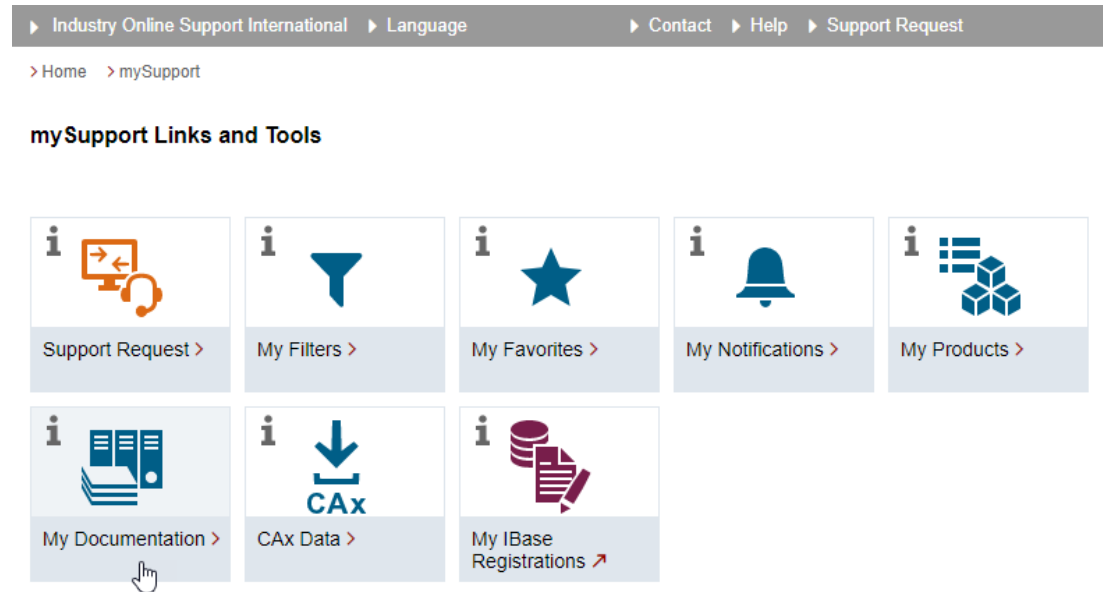 Industry Online Support International Language Contact Help Support Request
> Home > mySupport
mySupport Links and Tools
i i i i i
Support Request > My Filters > My Favorites > My Notifications > My Products >
i i i
CAx
My Documentation > CAx Data > My IBase
Registrations